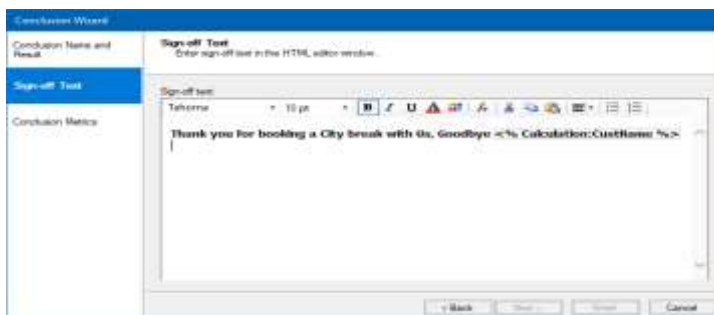 Conclusion Wizard
Conclusion Name and
Result
Sign-off Text
Enter sign-off text in the HTML editor window.
Sign-off Text
Sign-off text:
Tahoma
10 pt
B I U
Thank you for booking a City break with Us, Goodbye <% Calculation:CustName %>
Conclusion Metrics
< Back
Cancel